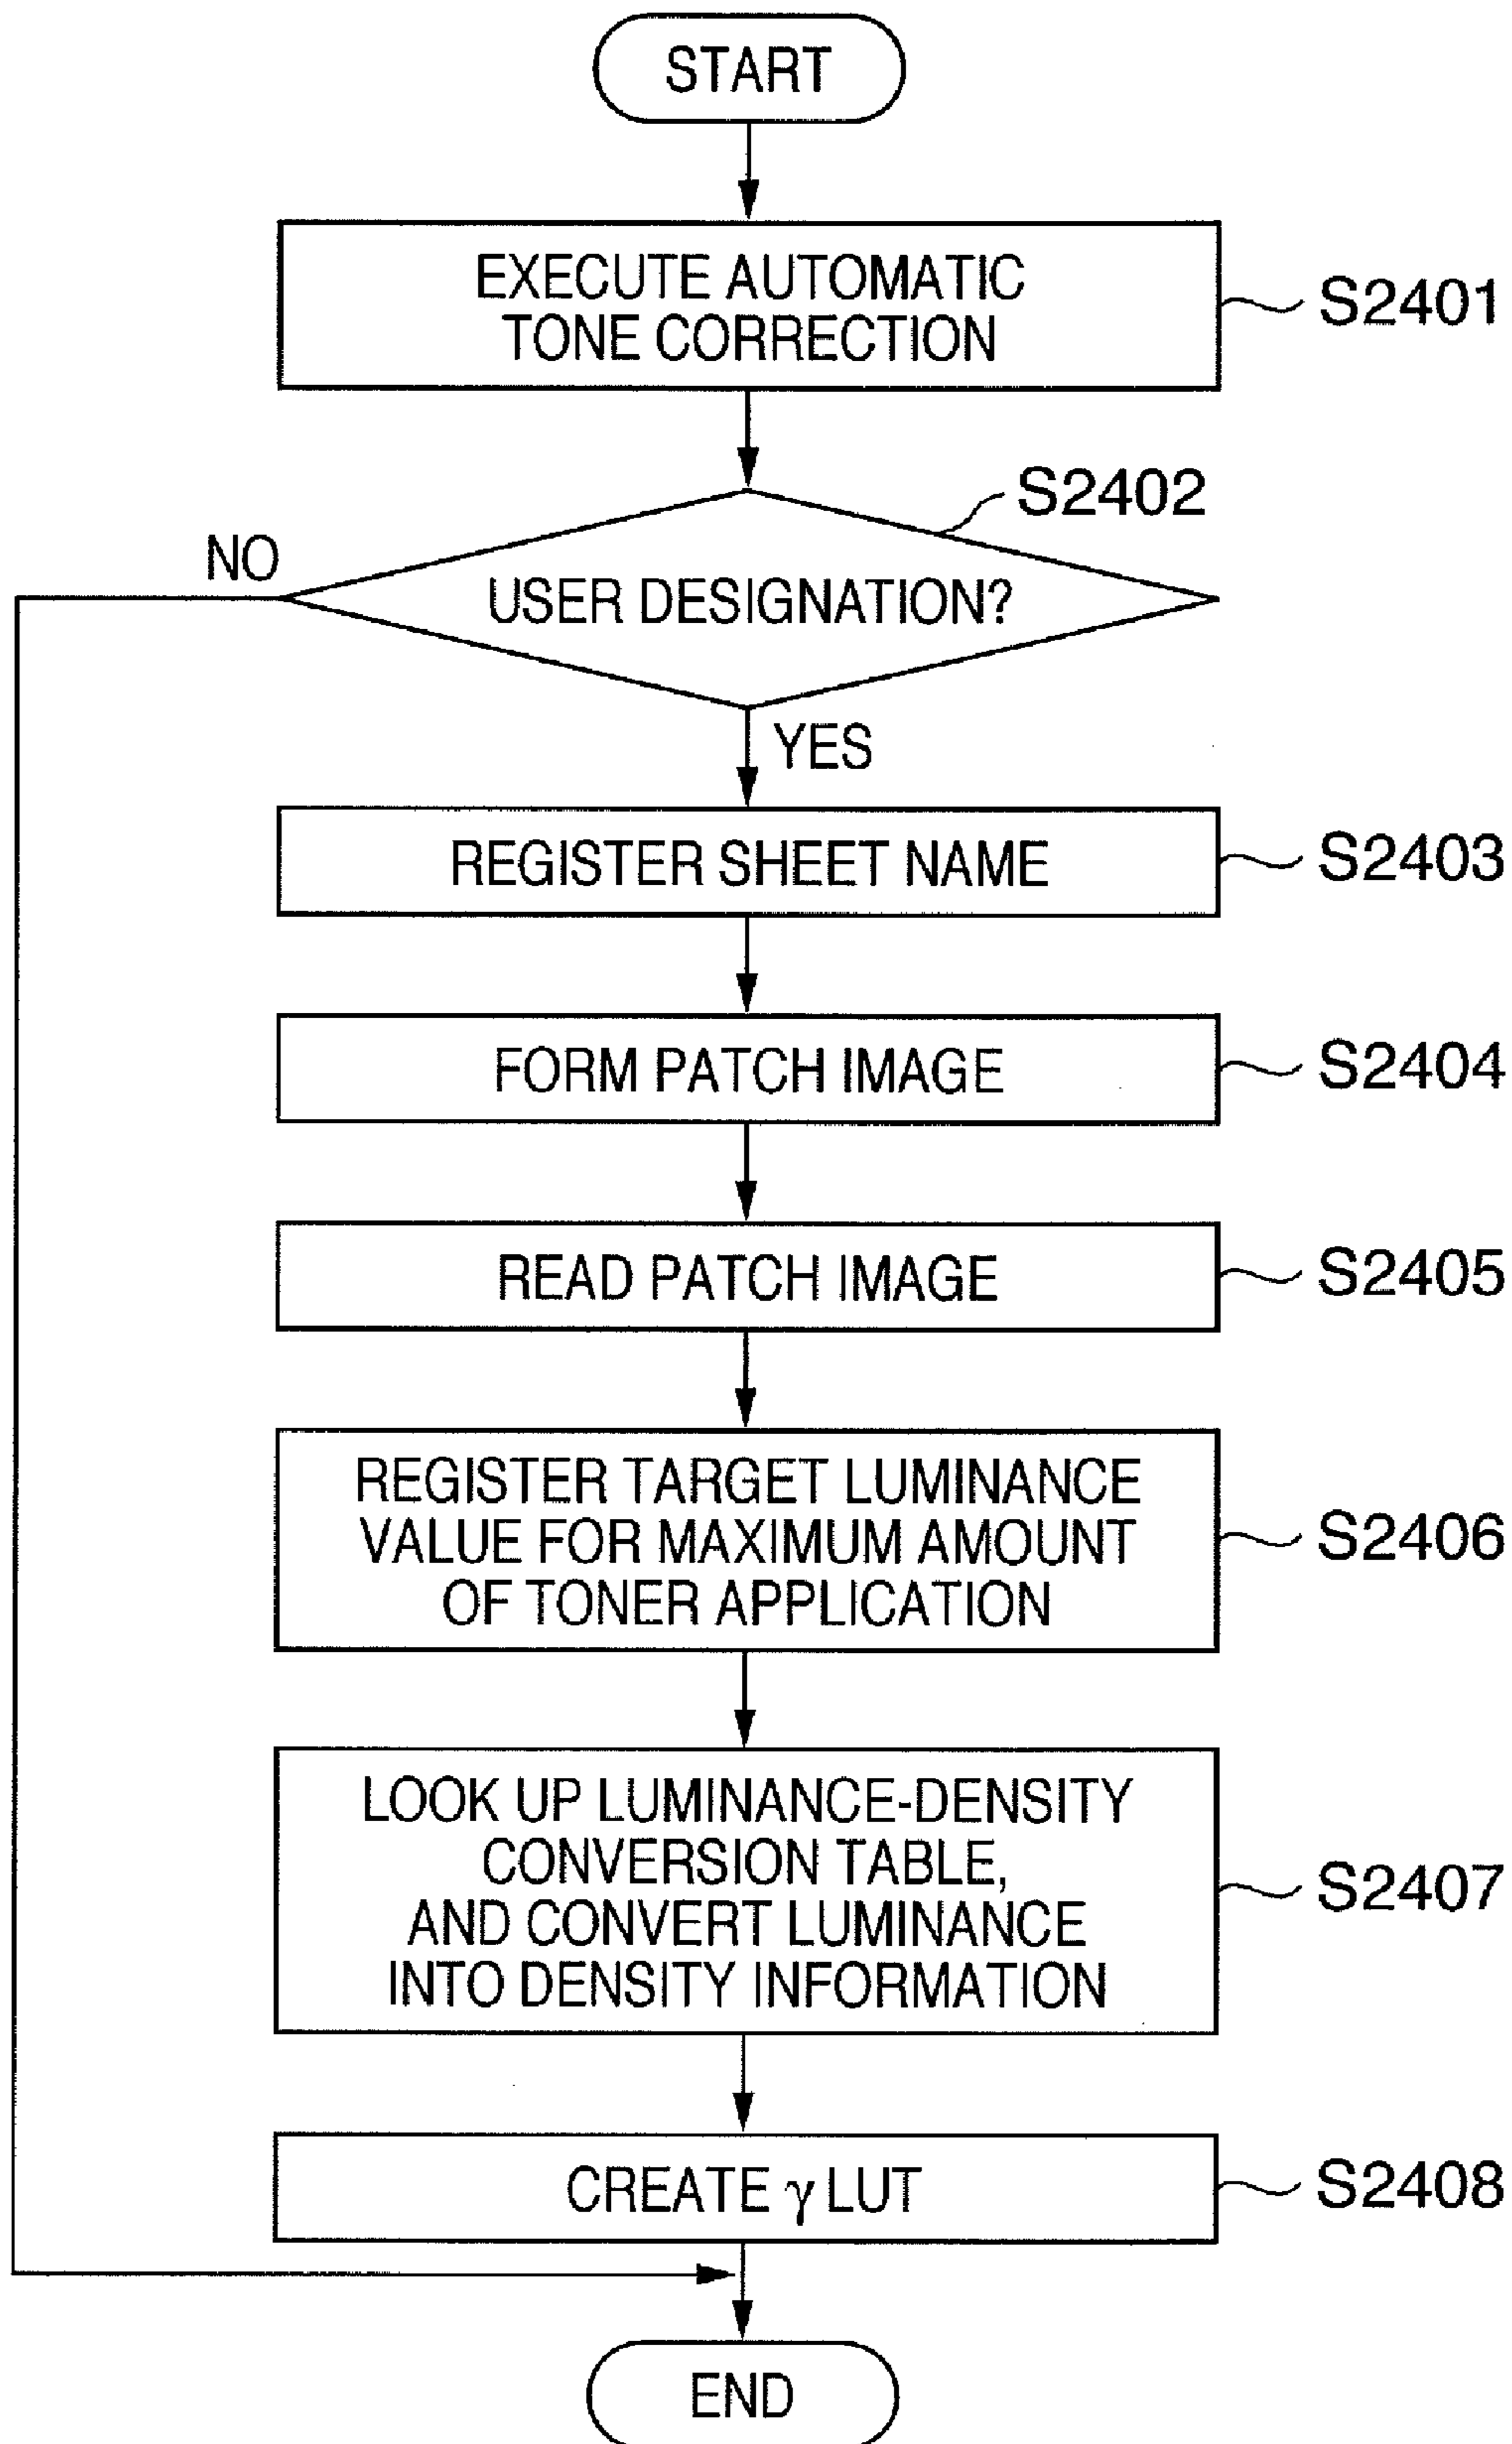 START
EXECUTE AUTOMATIC
TONE CORRECTION
S2401
S2402
NO
USER DESIGNATION?
YES
REGISTER SHEET NAME
S2403
FORM PATCH IMAGE
S2404
READ PATCH IMAGE
S2405
REGISTER TARGET LUMINANCE
VALUE FOR MAXIMUM AMOUNT
OF TONER APPLICATION
S2406
LOOK UP LUMINANCE-DENSITY
CONVERSION TABLE,
AND CONVERT LUMINANCE
INTO DENSITY INFORMATION
S2407
CREATE γ LUT
S2408
END